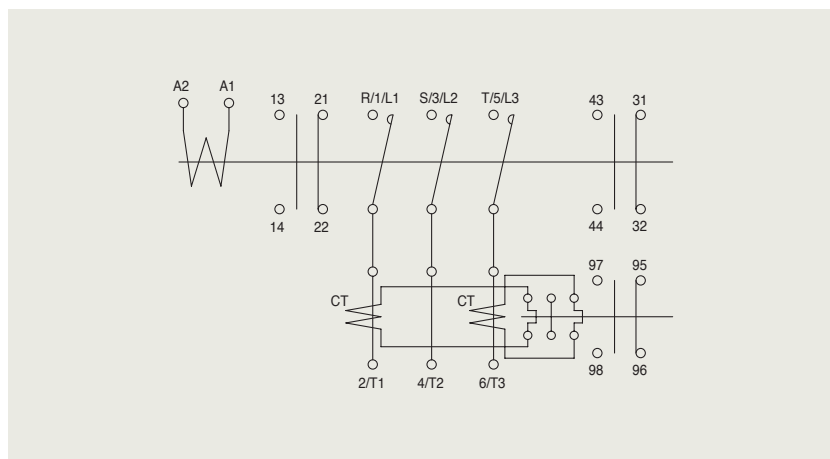 A2 A1
13 21 R/1/L1 S/3/L2 T/5/L3 43 31
14 22 44 32
97 95
CT CT
98 96
2/T1 4/T2 6/T3